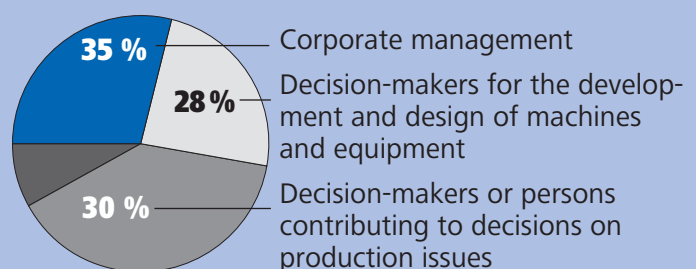 35 % Corporate management
28 % Decision-makers for the develop-
ment and design of machines
and equipment
30 % Decision-makers or persons
contributing to decisions on
production issues